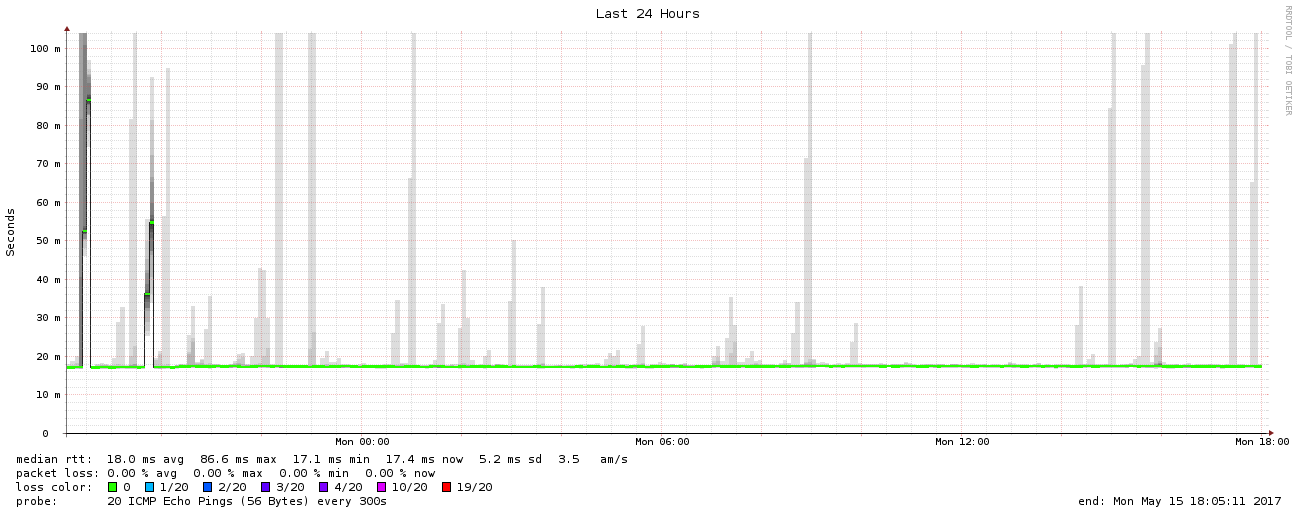 Last 24 Hours
RRDTOOL / TOBI OETIKER
Seconds
100 m
90 m
80 m
70 m
60 m
50 m
40 m
30 m
20 m
10 m
0
Mon 00:00 Mon 06:00 Mon 12:00 Mon 18:00
median rtt: 18.0 ms avg 86.6 ms max 17.1 ms min 17.4 ms now 5.2 ms sd 3.5 am/s
packet loss: 0.00 % avg 0.00 % max 0.00 % min 0.00 % now
loss color: 0 1/20 2/20 3/20 4/20 10/20 19/20
probe: 20 ICMP Echo Pings (56 Bytes) every 300s end: Mon May 15 18:05:11 2017